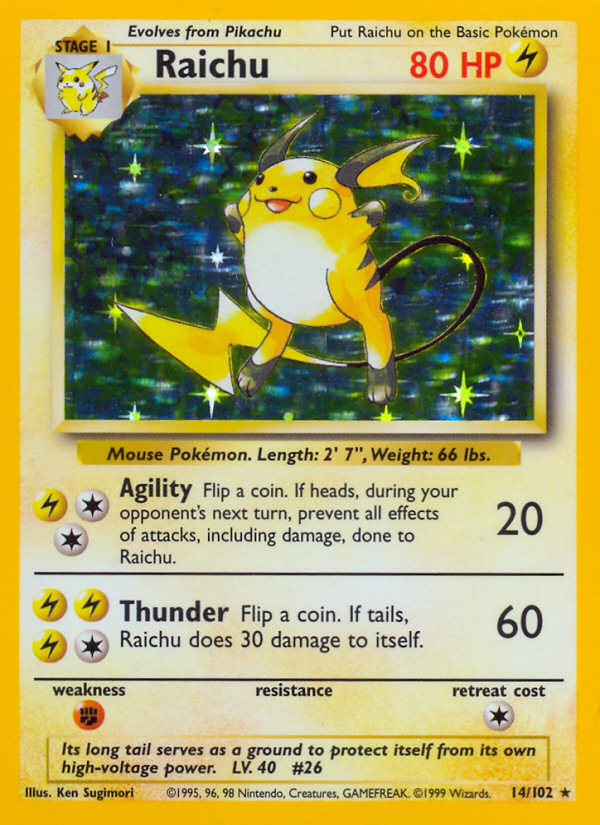 Evolves from Pikachu
Put Raichu on the Basic Pokémon
STAGE 1
Raichu
80 HP
Mouse Pokémon. Length: 2' 7", Weight: 66 lbs.
Agility Flip a coin. If heads, during your
opponent's next turn, prevent all effects
of attacks, including damage, done to
Raichu.
20
Thunder Flip a coin. If tails,
Raichu does 30 damage to itself.
60
weakness
resistance
retreat cost
Its long tail serves as a ground to protect itself from its own
high-voltage power. LV. 40 #26
Illus. Ken Sugimori
©1995, 96, 98 Nintendo, Creatures, GAMEFREAK. ©1999 Wizards.
14/102 ★